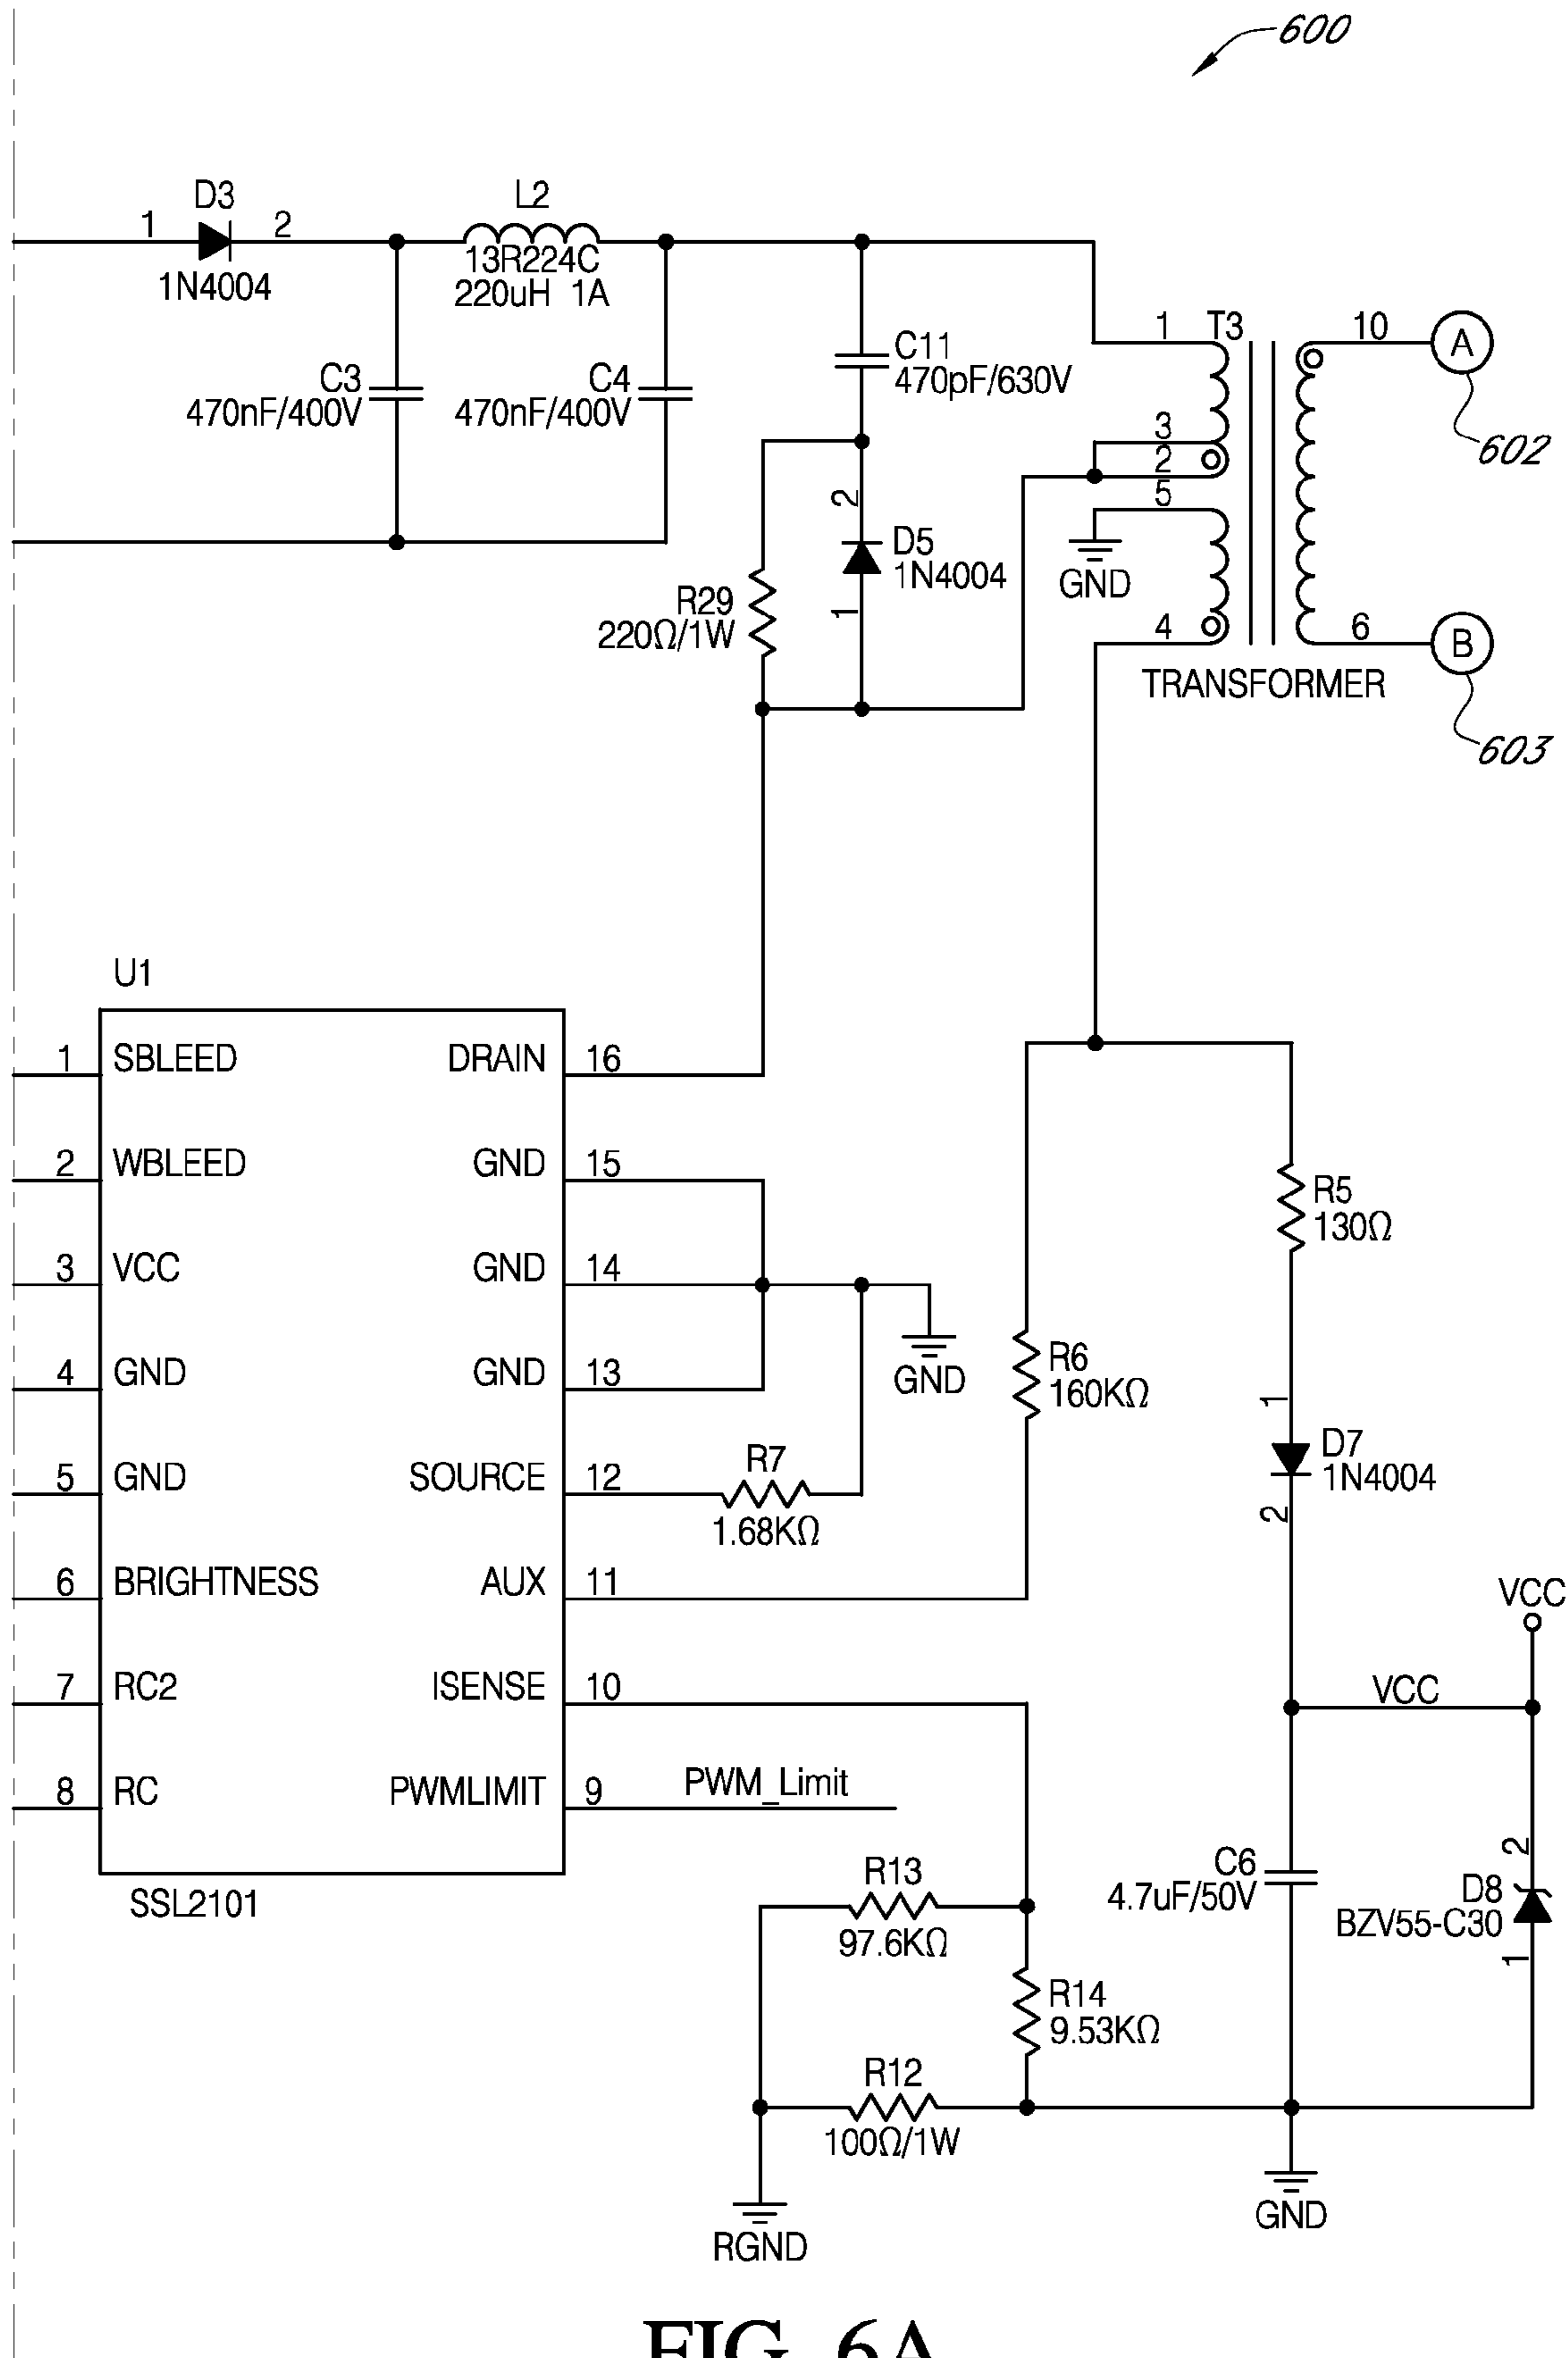 600
D3
1 2
1N4004
L2
13R224C
220uH 1A
C3
470nF/400V
C4
470nF/400V
C11
470pF/630V
1 T3 10
A
602
3
2
5
GND
4
6
B
603
TRANSFORMER
2
D5
1N4004
1
R29
220Ω/1W
U1
1 SBLEED DRAIN 16
2 WBLEED GND 15
3 VCC GND 14
4 GND GND 13
5 GND SOURCE 12
6 BRIGHTNESS AUX 11
7 RC2 ISENSE 10
8 RC PWMLIMIT 9
SSL2101
GND
R7
1.68KΩ
PWM_Limit
R5
130Ω
R6
160KΩ
1
D7
1N4004
2
VCC
VCC
R13
97.6KΩ
R14
9.53KΩ
R12
100Ω/1W
RGND
C6
4.7uF/50V
2
D8
BZV55-C30
1
GND
FIG. 6A